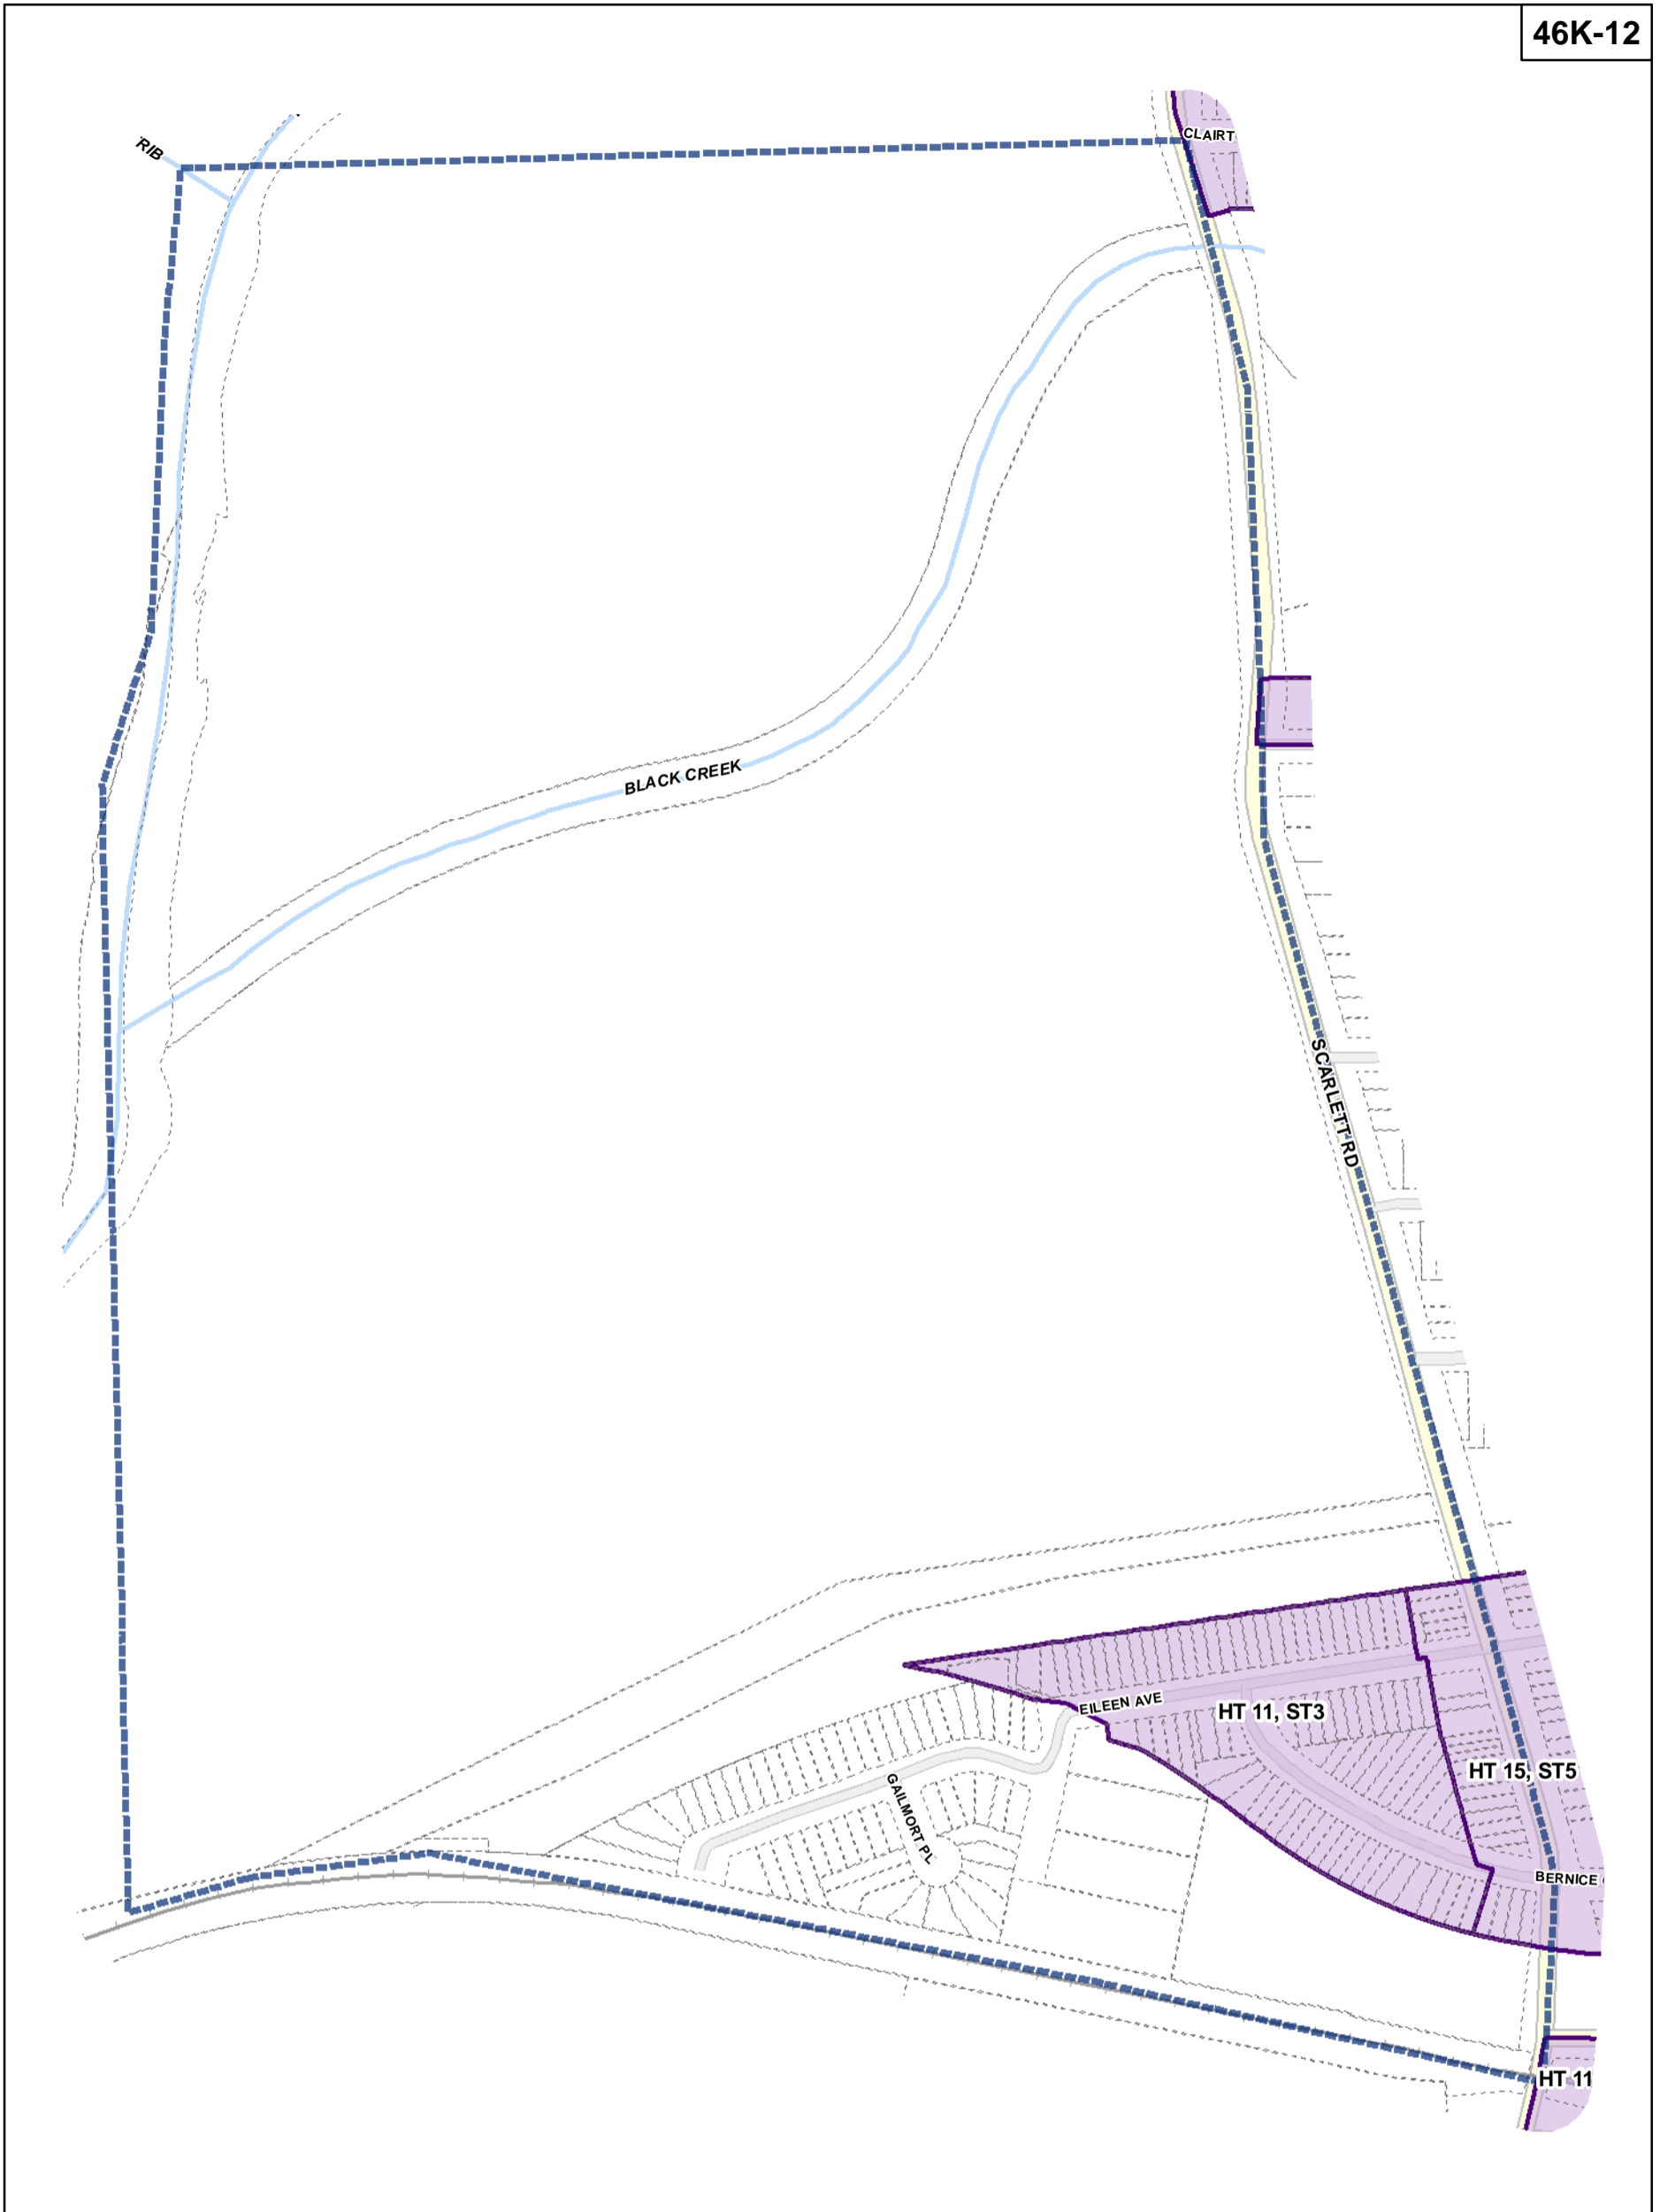 46K-12
CLAIRT
RIB
BLACK CREEK
SCARLETT RD
EILEEN AVE
HT 11, ST3
HT 15, ST5
GAILMORT PL
BERNICE
HT 11